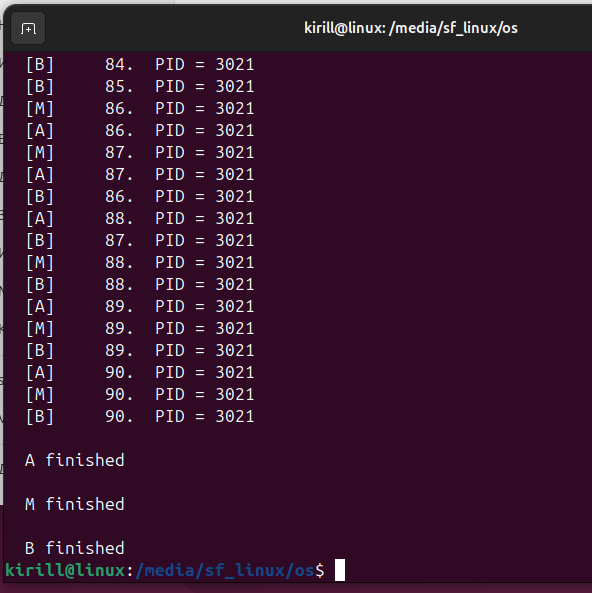 kirill@linux: /media/sf_linux/os
[B] 84. PID = 3021
[B] 85. PID = 3021
[M] 86. PID = 3021
[A] 86. PID = 3021
[M] 87. PID = 3021
[A] 87. PID = 3021
[B] 86. PID = 3021
[A] 88. PID = 3021
[B] 87. PID = 3021
[M] 88. PID = 3021
[B] 88. PID = 3021
[A] 89. PID = 3021
[M] 89. PID = 3021
[B] 89. PID = 3021
[A] 90. PID = 3021
[M] 90. PID = 3021
[B] 90. PID = 3021
A finished
M finished
B finished
kirill@linux:/media/sf_linux/os$